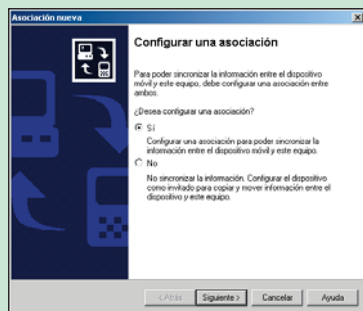 Asociación nueva
Configurar una asociación
Para poder sincronizar la información entre el dispositivo
móvil y este equipo, debe configurar una asociación entre
ambos.
¿Desea configurar una asociación?
Sí
Configurar una asociación para poder sincronizar la
información entre el dispositivo móvil y este equipo.
No
No sincronizar la información. Configurar el dispositivo
como invitado para copiar y mover información entre el
dispositivo y este equipo.
< Atrás Siguiente > Cancelar Ayuda